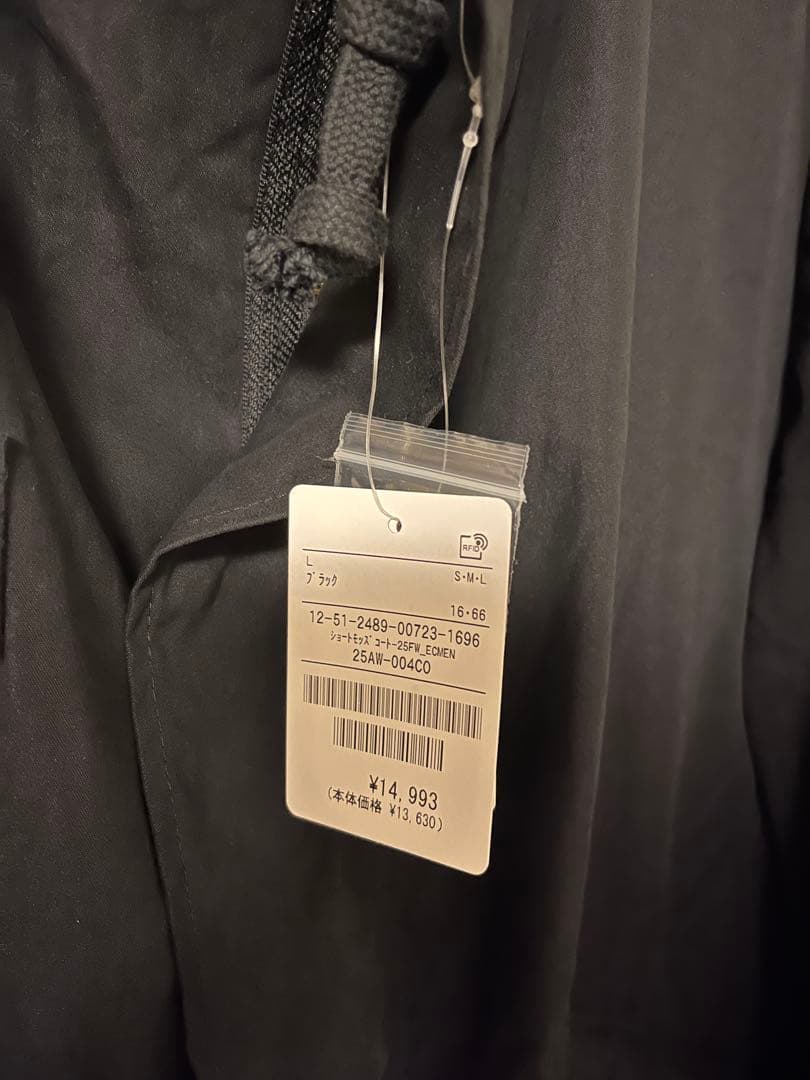 RFID
L
S・M・L
ブラック
16・66
12-51-2489-00723-1696
ショートモッズコート-25FW_ECMEN
25AW-004CO
¥14,993
(本体価格 ¥13,630)